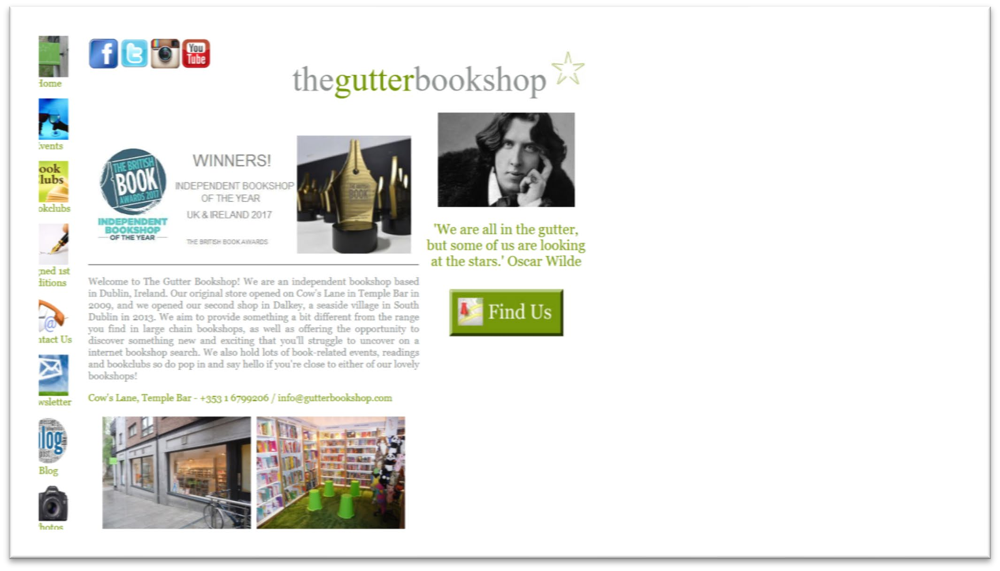 Home
Events
ook
lubs
okclubs
gned 1st
ditions
ntact Us
wsletter
log
Blog
Photos
f
t
You
Tube
thegutterbookshop
THE BRITISH
BOOK
AWARDS 2017
INDEPENDENT
BOOKSHOP
OF THE YEAR
WINNERS!
INDEPENDENT BOOKSHOP
OF THE YEAR
UK & IRELAND 2017
THE BRITISH BOOK AWARDS
THE BRITISH
BOOK
'We are all in the gutter,
but some of us are looking
at the stars.' Oscar Wilde
Find Us
Welcome to The Gutter Bookshop! We are an independent bookshop based
in Dublin, Ireland. Our original store opened on Cow's Lane in Temple Bar in
2009, and we opened our second shop in Dalkey, a seaside village in South
Dublin in 2013. We aim to provide something a bit different from the range
you find in large chain bookshops, as well as offering the opportunity to
discover something new and exciting that you'll struggle to uncover on a
internet bookshop search. We also hold lots of book-related events, readings
and bookclubs so do pop in and say hello if you're close to either of our lovely
bookshops!
Cow's Lane, Temple Bar - +353 1 6799206 / info@gutterbookshop.com